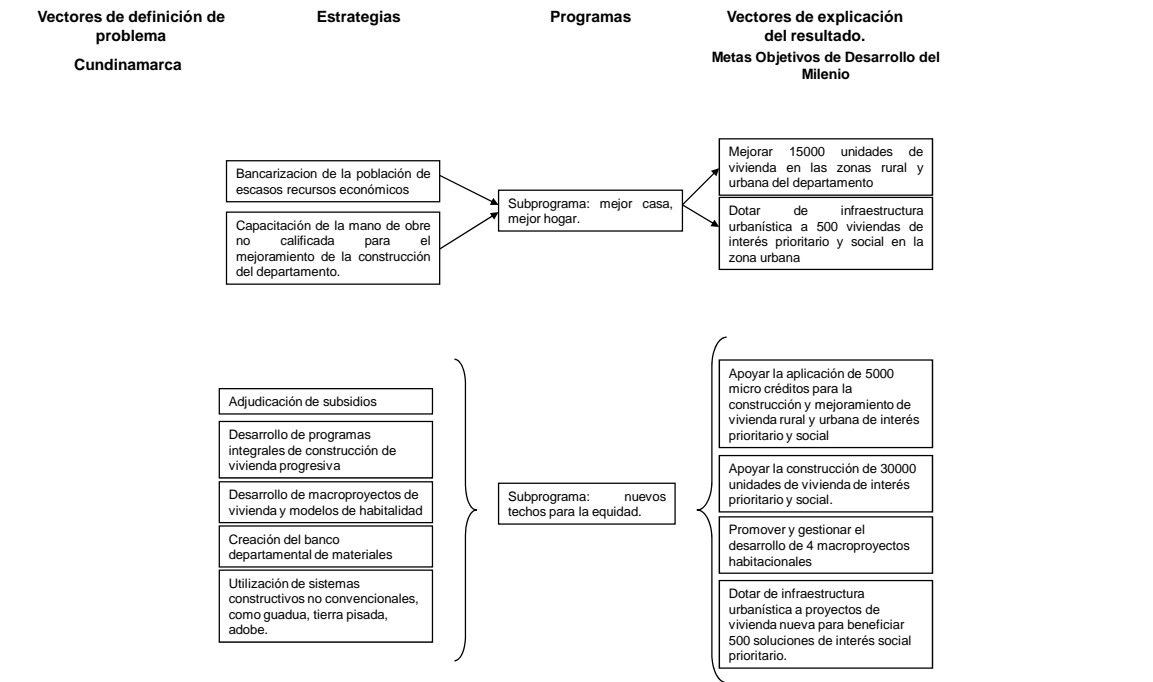 Vectores de definición de
problema
Cundinamarca
Estrategias
Programas
Vectores de explicación
del resultado.
Metas Objetivos de Desarrollo del
Milenio
Bancarizacion de la población de
escasos recursos económicos
Capacitación de la mano de obre
no calificada para el
mejoramiento de la construcción
del departamento.
Subprograma: mejor casa,
mejor hogar.
Mejorar 15000 unidades de
vivienda en las zonas rural y
urbana del departamento
Dotar de infraestructura
urbanística a 500 viviendas de
interés prioritario y social en la
zona urbana
Adjudicación de subsidios
Desarrollo de programas
integrales de construcción de
vivienda progresiva
Desarrollo de macroproyectos de
vivienda y modelos de habitalidad
Creación del banco
departamental de materiales
Utilización de sistemas
constructivos no convencionales,
como guadua, tierra pisada,
adobe.
Subprograma: nuevos
techos para la equidad.
Apoyar la aplicación de 5000
micro créditos para la
construcción y mejoramiento de
vivienda rural y urbana de interés
prioritario y social
Apoyar la construcción de 30000
unidades de vivienda de interés
prioritario y social.
Promover y gestionar el
desarrollo de 4 macroproyectos
habitacionales
Dotar de infraestructura
urbanística a proyectos de
vivienda nueva para beneficiar
500 soluciones de interés social
prioritario.